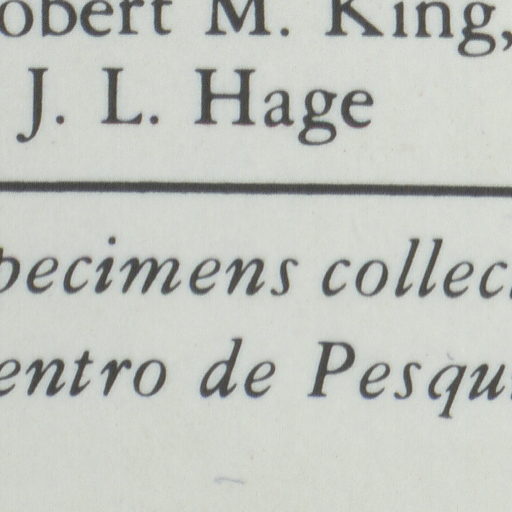 obert M. King,
J. L. Hage
pecimens collec
entro de Pesqu